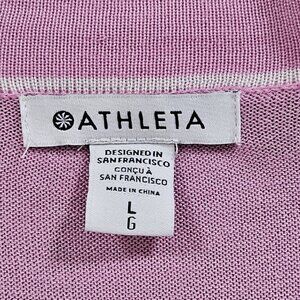 ATHLETA
DESIGNED IN
SAN FRANCISCO
CONÇU À
SAN FRANCISCO
MADE IN CHINA
L
G